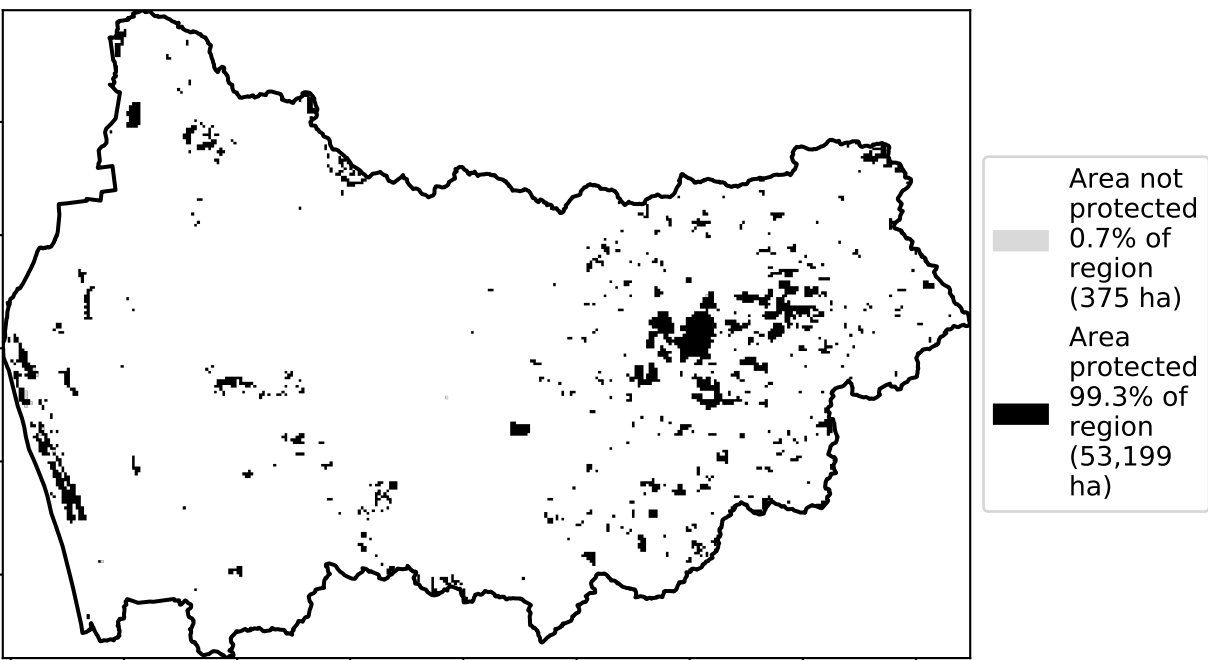 Area not
protected
0.7% of
region
(375 ha)
Area
protected
99.3% of
region
(53,199
ha)